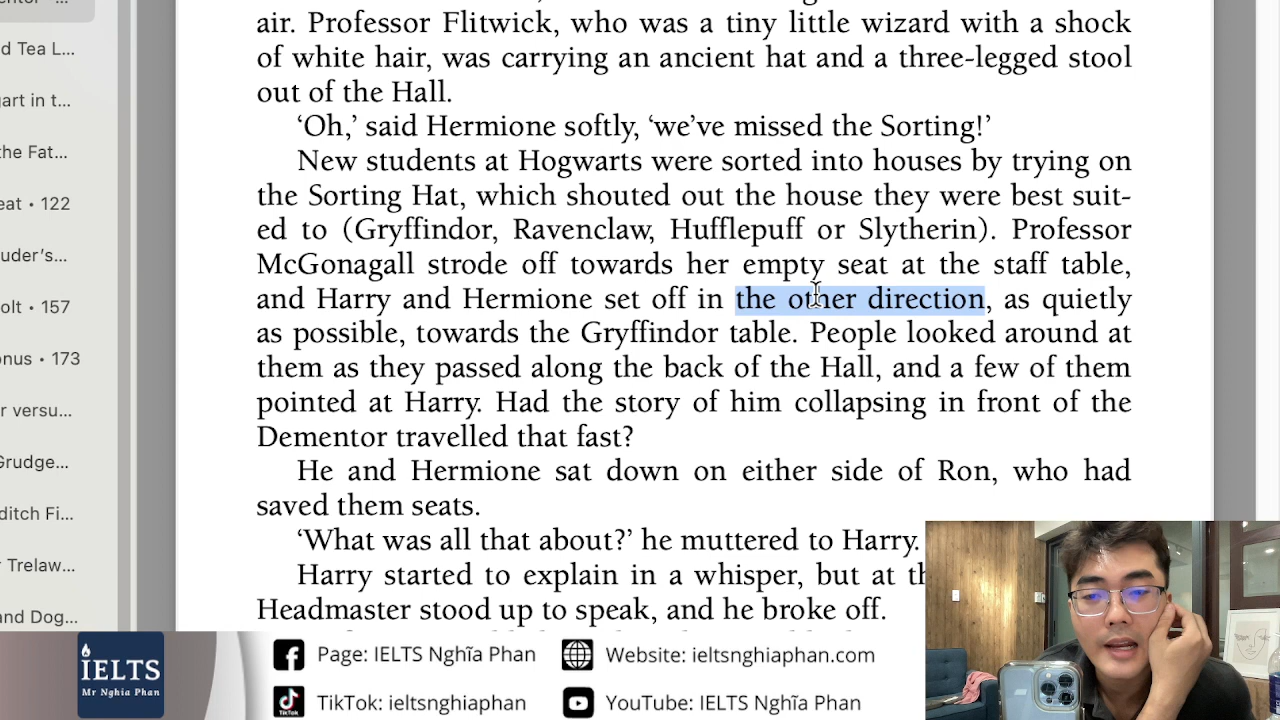 air. Professor Flitwick, who was a tiny little wizard with a shock
of white hair, was carrying an ancient hat and a three-legged stool
out of the Hall.
‘Oh,’ said Hermione softly, ‘we’ve missed the Sorting!’
New students at Hogwarts were sorted into houses by trying on
the Sorting Hat, which shouted out the house they were best suit-
ed to (Gryffindor, Ravenclaw, Hufflepuff or Slytherin). Professor
McGonagall strode off towards her empty seat at the staff table,
and Harry and Hermione set off in the other direction, as quietly
as possible, towards the Gryffindor table. People looked around at
them as they passed along the back of the Hall, and a few of them
pointed at Harry. Had the story of him collapsing in front of the
Dementor travelled that fast?
He and Hermione sat down on either side of Ron, who had
saved them seats.
‘What was all that about?’ he muttered to Harry.
Harry started to explain in a whisper, but at th
Headmaster stood up to speak, and he broke off.
d Tea L...
gart in t...
the Fat...
eat • 122
uder’s...
olt • 157
onus • 173
r versu...
Grudge...
ditch Fi...
r Trelaw...
and Dog...
IELTS
Mr Nghia Phan
Page: IELTS Nghĩa Phan
Website: ieltsnghiaphan.com
TikTok: ieltsnghiaphan
YouTube: IELTS Nghĩa Phan